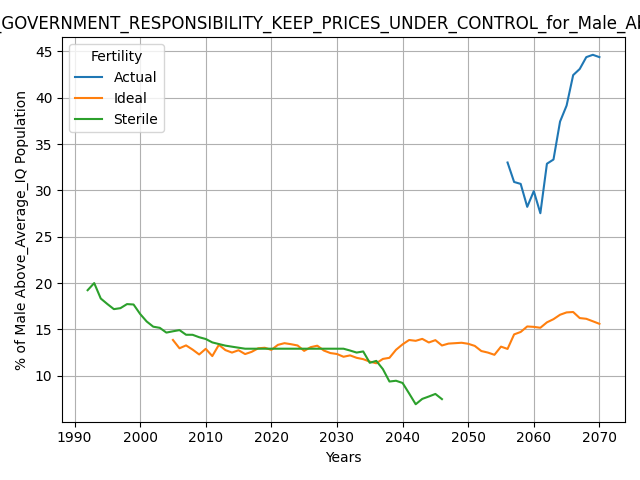 _GOVERNMENT_RESPONSIBILITY_KEEP_PRICES_UNDER_CONTROL_for_Male_A
Fertility
Actual
Ideal
Sterile
% of Male Above_Average_IQ Population
45
40
35
30
25
20
15
10
1990 2000 2010 2020 2030 2040 2050 2060 2070
Years